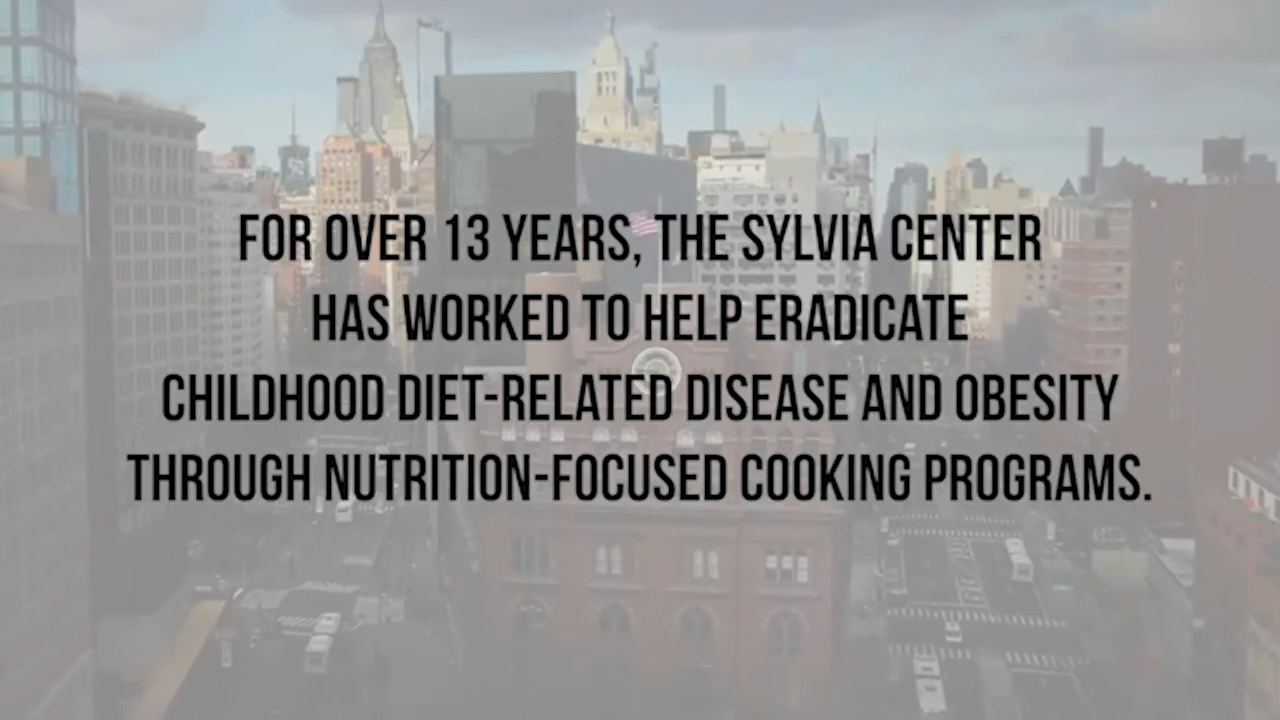 FOR OVER 13 YEARS, THE SYLVIA CENTER
HAS WORKED TO HELP ERADICATE
CHILDHOOD DIET-RELATED DISEASE AND OBESITY
THROUGH NUTRITION-FOCUSED COOKING PROGRAMS.